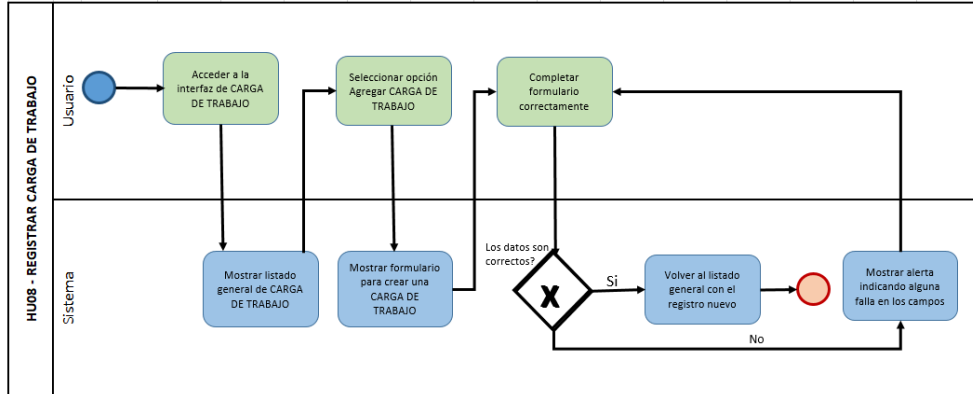 HU08 - REGISTRAR CARGA DE TRABAJO
Usuario
Acceder a la
interfaz de CARGA
DE TRABAJO
Seleccionar opción
Agregar CARGA DE
TRABAJO
Completar
formulario
correctamente
Sistema
Mostrar listado
general de CARGA
DE TRABAJO
Mostrar formulario
para crear una
CARGA DE
TRABAJO
Los datos son
correctos?
X
Si
Volver al listado
general con el
registro nuevo
Mostrar alerta
indicando alguna
falla en los campos
No